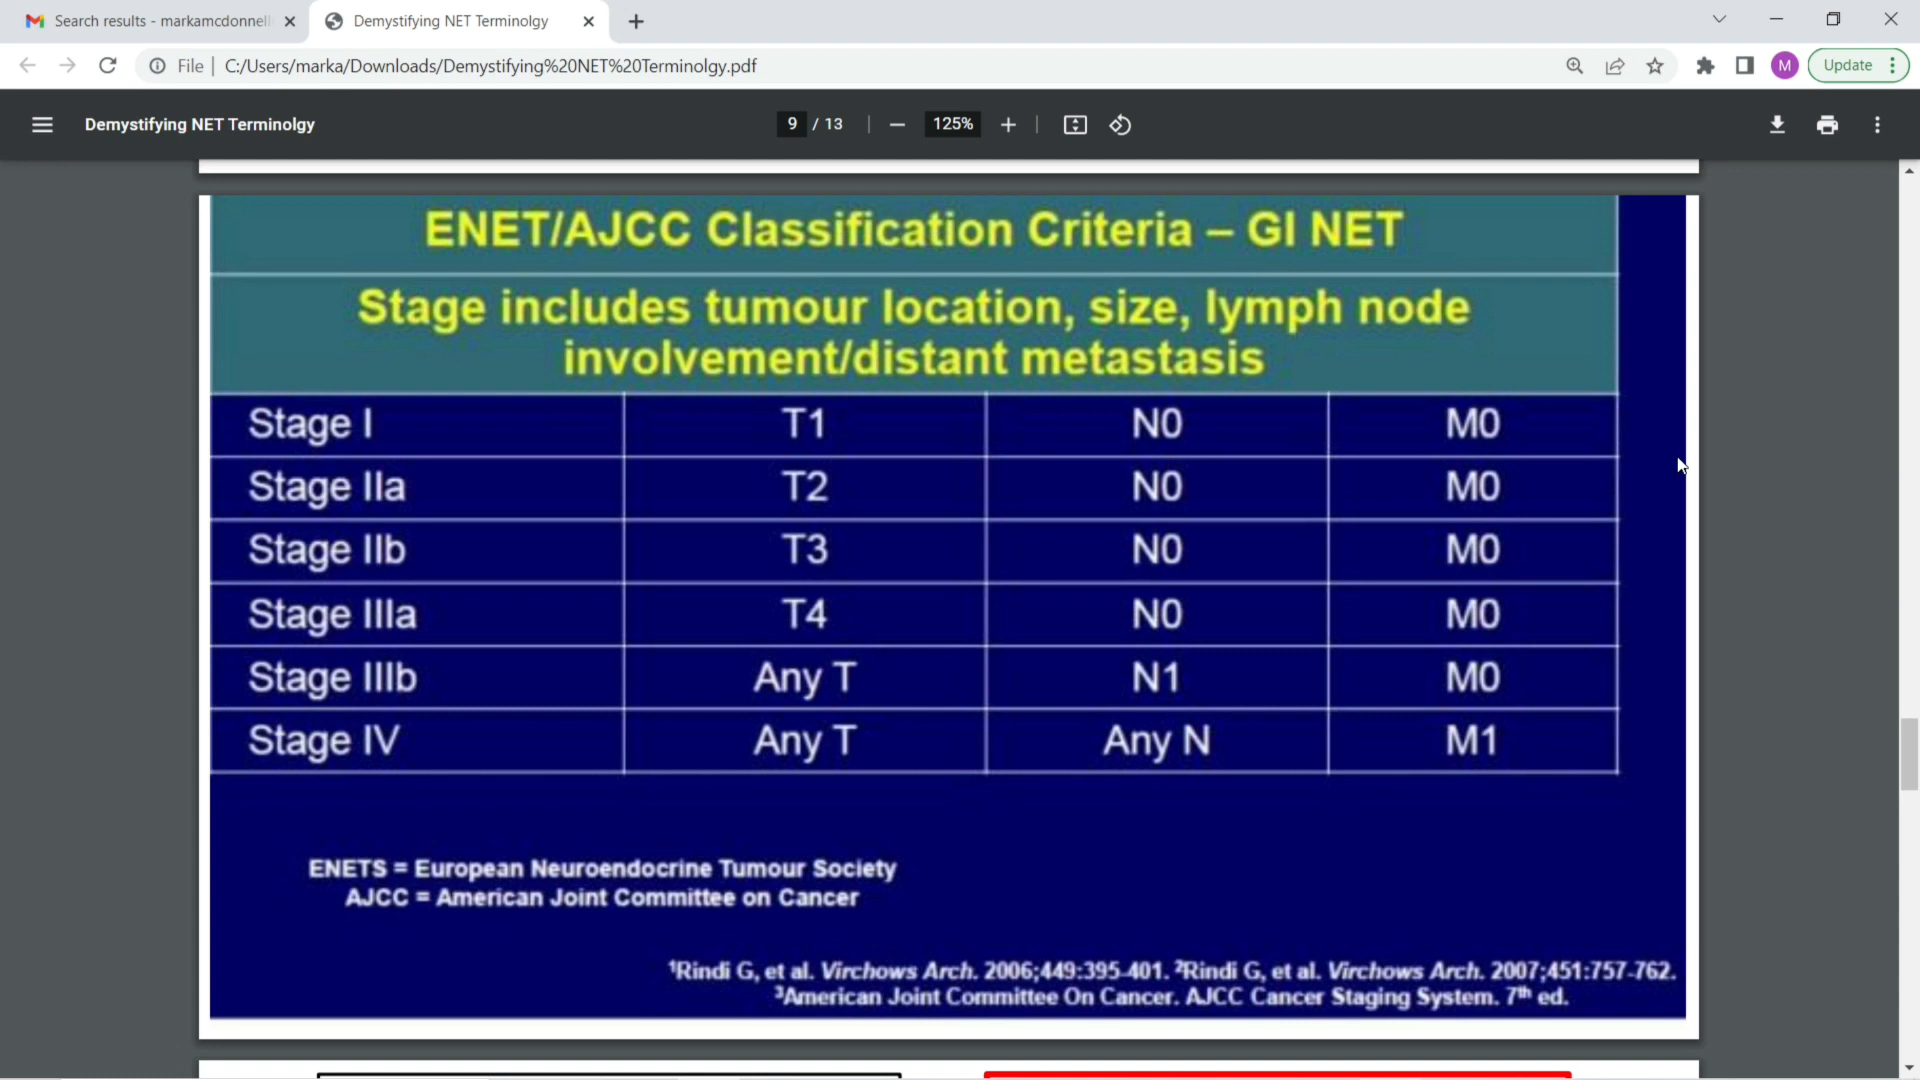 Search results - markamcdonnell
Demystifying NET Terminolgy
File | C:/Users/marka/Downloads/Demystifying%20NET%20Terminolgy.pdf
M
Update
Demystifying NET Terminolgy
9 / 13
125%
ENET/AJCC Classification Criteria – GI NET
Stage includes tumour location, size, lymph node
involvement/distant metastasis
Stage I T1 N0 M0
Stage IIa T2 N0 M0
Stage IIb T3 N0 M0
Stage IIIa T4 N0 M0
Stage IIIb Any T N1 M0
Stage IV Any T Any N M1
ENETS = European Neuroendocrine Tumour Society
AJCC = American Joint Committee on Cancer
¹Rindi G, et al. Virchows Arch. 2006;449:395-401. ²Rindi G, et al. Virchows Arch. 2007;451:757-762.
³American Joint Committee On Cancer. AJCC Cancer Staging System. 7th ed.